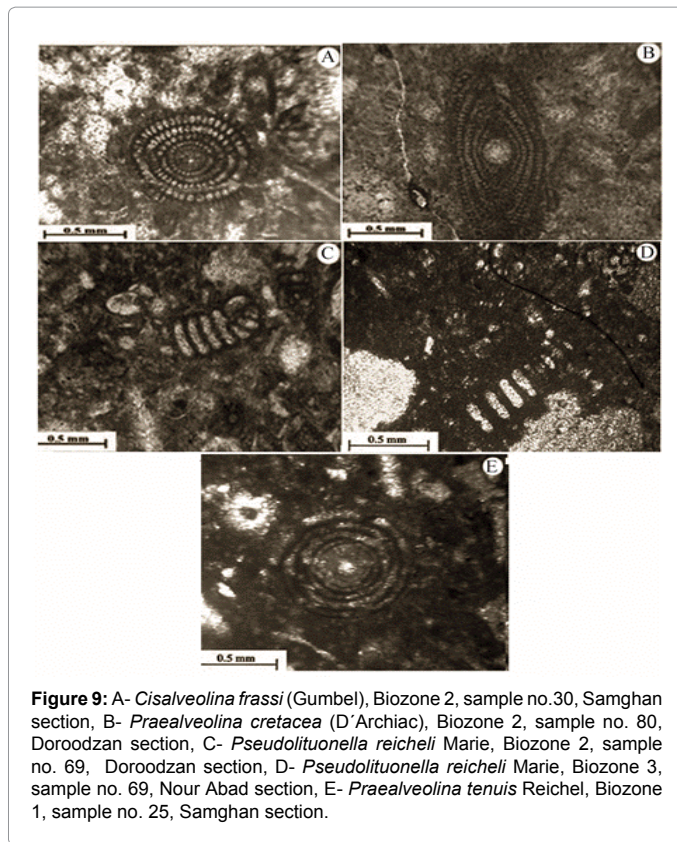 A
B
0.5 mm
0.5 mm
C
D
0.5 mm
0.5 mm
E
0.5 mm
Figure 9: A- Cisalveolina frassi (Gumbel), Biozone 2, sample no.30, Samghan
section, B- Praealveolina cretacea (D´Archiac), Biozone 2, sample no. 80,
Doroodzan section, C- Pseudolituonella reicheli Marie, Biozone 2, sample
no. 69, Doroodzan section, D- Pseudolituonella reicheli Marie, Biozone 3,
sample no. 69, Nour Abad section, E- Praealveolina tenuis Reichel, Biozone
1, sample no. 25, Samghan section.